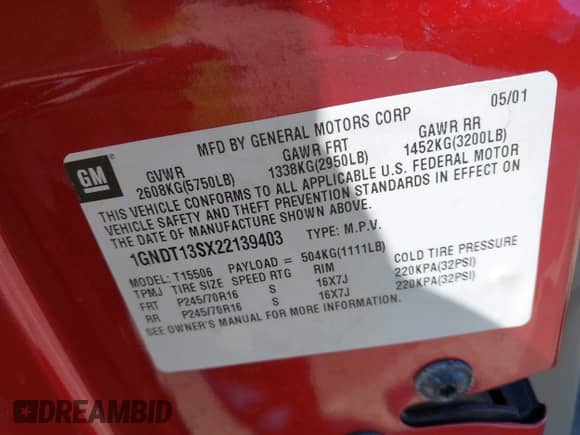 05/01
GM
MFD BY GENERAL MOTORS CORP
GVWR GAWR FRT GAWR RR
2608KG(5750LB) 1338KG(2950LB) 1452KG(3200LB)
THIS VEHICLE CONFORMS TO ALL APPLICABLE U.S. FEDERAL MOTOR
VEHICLE SAFETY AND THEFT PREVENTION STANDARDS IN EFFECT ON
THE DATE OF MANUFACTURE SHOWN ABOVE.
1GNDT13SX22139403 TYPE: M.P.V.
MODEL: T15506 PAYLOAD = 504KG(1111LB)
TPMJ TIRE SIZE SPEED RTG RIM COLD TIRE PRESSURE
FRT P245/70R16 S 16X7J 220KPA(32PSI)
RR P245/70R16 S 16X7J 220KPA(32PSI)
SEE OWNER'S MANUAL FOR MORE INFORMATION.
DREAMBID